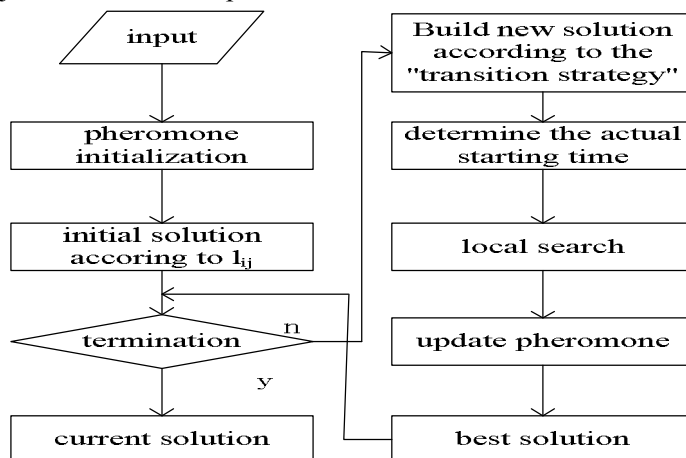 input
pheromone
initialization
initial solution
accoring to lij
termination
n
y
current solution
Build new solution
according to the
"transition strategy"
determine the actual
starting time
local search
update pheromone
best solution